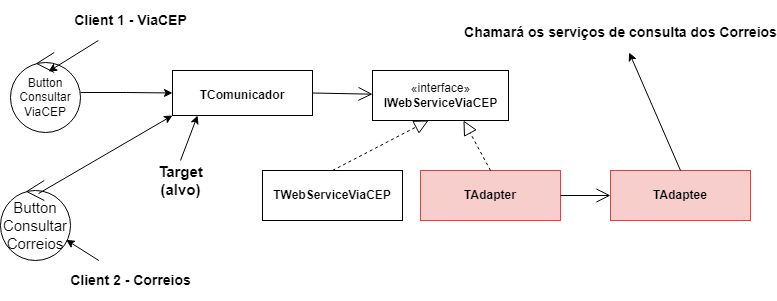 Client 1 - ViaCEP
Chamará os serviços de consulta dos Correios
Button
Consultar
ViaCEP
TComunicador
«interface»
IWebServiceViaCEP
Target
(alvo)
TWebServiceViaCEP
TAdapter
TAdaptee
Button
Consultar
Correios
Client 2 - Correios